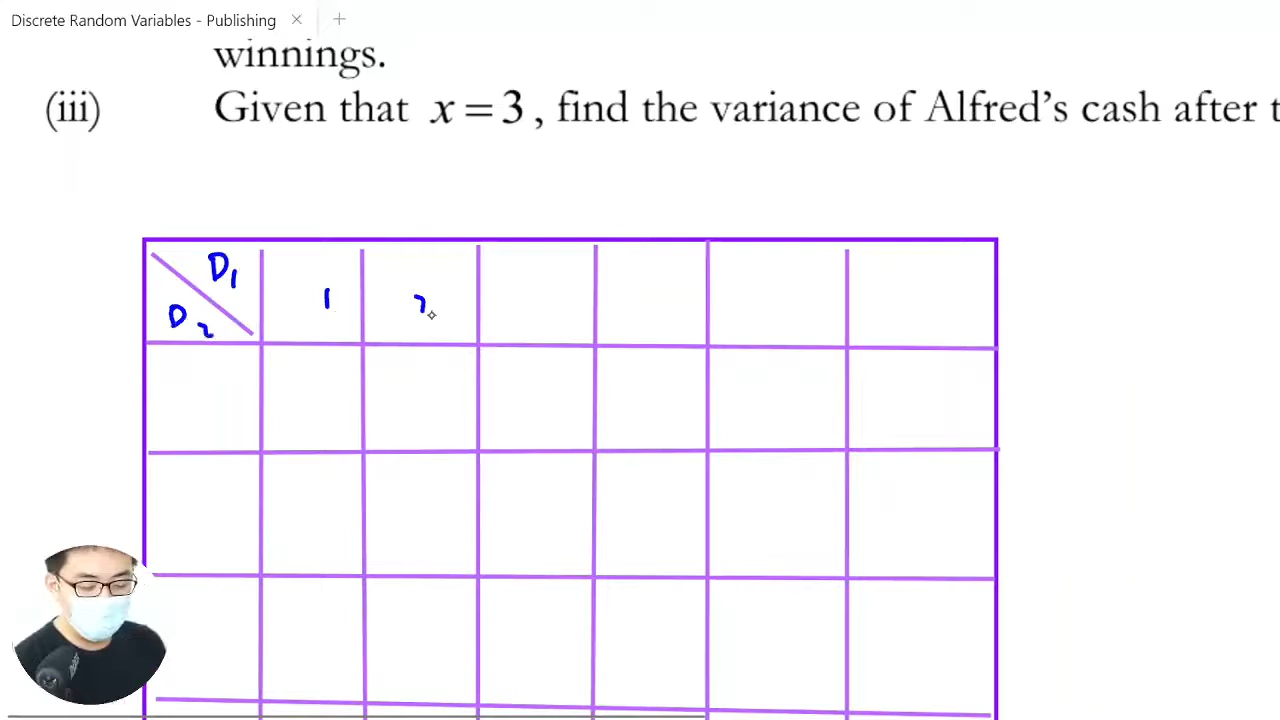 Discrete Random Variables - Publishing
winnings.
(iii) Given that x = 3, find the variance of Alfred's cash after t
D1
D2
1
2